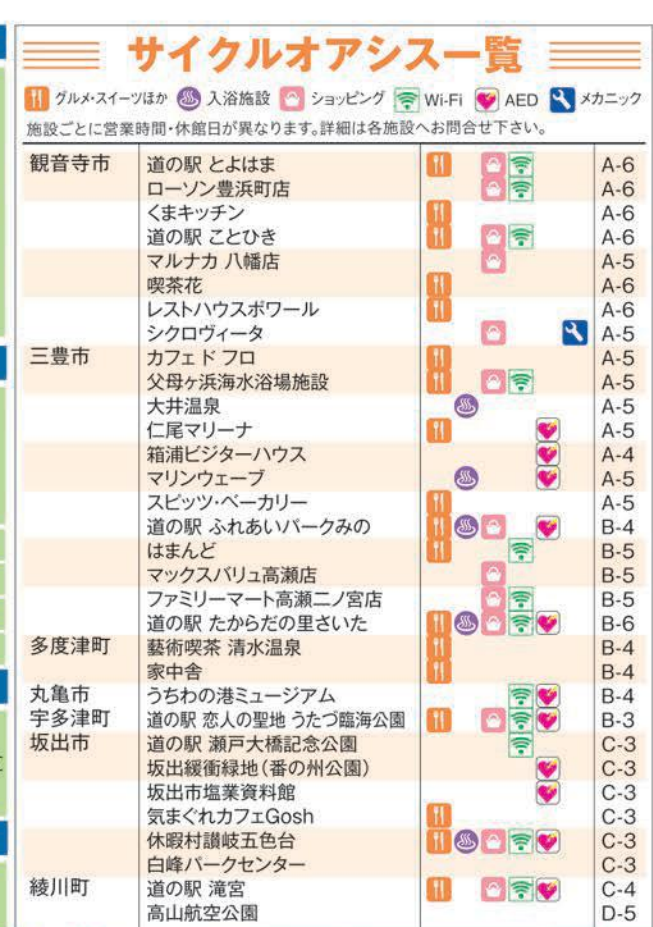 サイクルオアシス一覧
グルメ・スイーツほか 入浴施設 ショッピング Wi-Fi AED メカニック
施設ごとに営業時間・休館日が異なります。詳細は各施設へお問合せ下さい。
観音寺市 道の駅 とよはま A-6
ローソン豊浜町店 A-6
くまキッチン A-6
道の駅 ことひき A-6
マルナカ 八幡店 A-5
喫茶花 A-6
レストハウスボワール A-6
シクロヴィータ A-5
三豊市 カフェ ド フロ A-5
父母ヶ浜海水浴場施設 A-5
大井温泉 A-5
仁尾マリーナ A-5
箱浦ビジターハウス A-4
マリンウェーブ A-5
スピッツ・ベーカリー A-5
道の駅 ふれあいパークみの B-4
はまんど B-5
マックスバリュ高瀬店 B-5
ファミリーマート高瀬二ノ宮店 B-5
道の駅 たからだの里さいた B-6
多度津町 藝術喫茶 清水温泉 B-4
家中舎 B-4
丸亀市 うちわの港ミュージアム B-4
宇多津町 道の駅 恋人の聖地 うたづ臨海公園 B-3
坂出市 道の駅 瀬戸大橋記念公園 C-3
坂出緩衝緑地(番の州公園) C-3
坂出市塩業資料館 C-3
気まぐれカフェGosh C-3
休暇村讃岐五色台 C-3
白峰パークセンター C-3
綾川町 道の駅 滝宮 C-4
高山航空公園 D-5